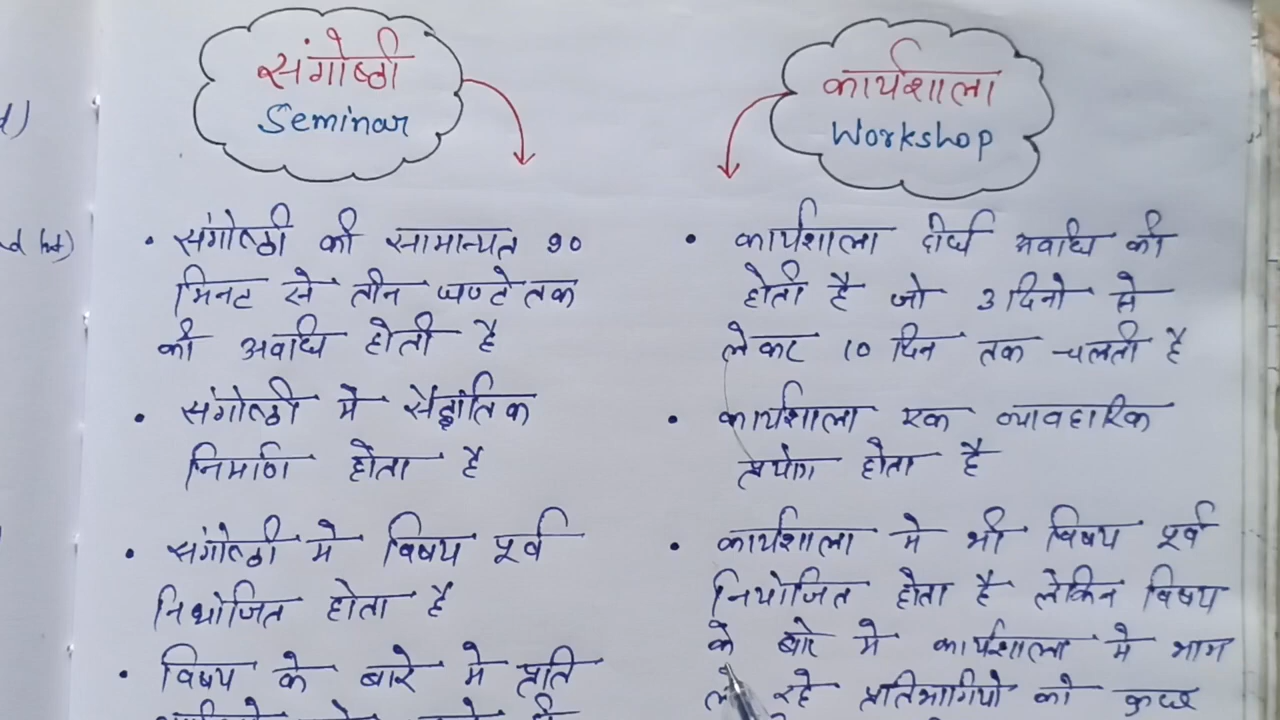 संगोष्ठी
Seminar
संगोष्ठी की सामान्यत 90
मिनट से तीन घण्टे तक
की अवधि होती है
संगोष्ठी मे सैद्धांतिक
निर्माण होता है
संगोष्ठी मे विषय पूर्व
नियोजित होता है
विषय के बारे मे प्रति
कार्यशाला
Workshop
कार्यशाला दीर्घ अवधि की
होती है जो 3 दिनो से
लेकर 10 दिन तक चलती है
कार्यशाला एक व्यावहारिक
प्रयोग होता है
कार्यशाला मे भी विषय पूर्व
नियोजित होता है लेकिन विषय
के बारे मे कार्यशाला मे भाग
ले रहे प्रतिभागियो को कुछ